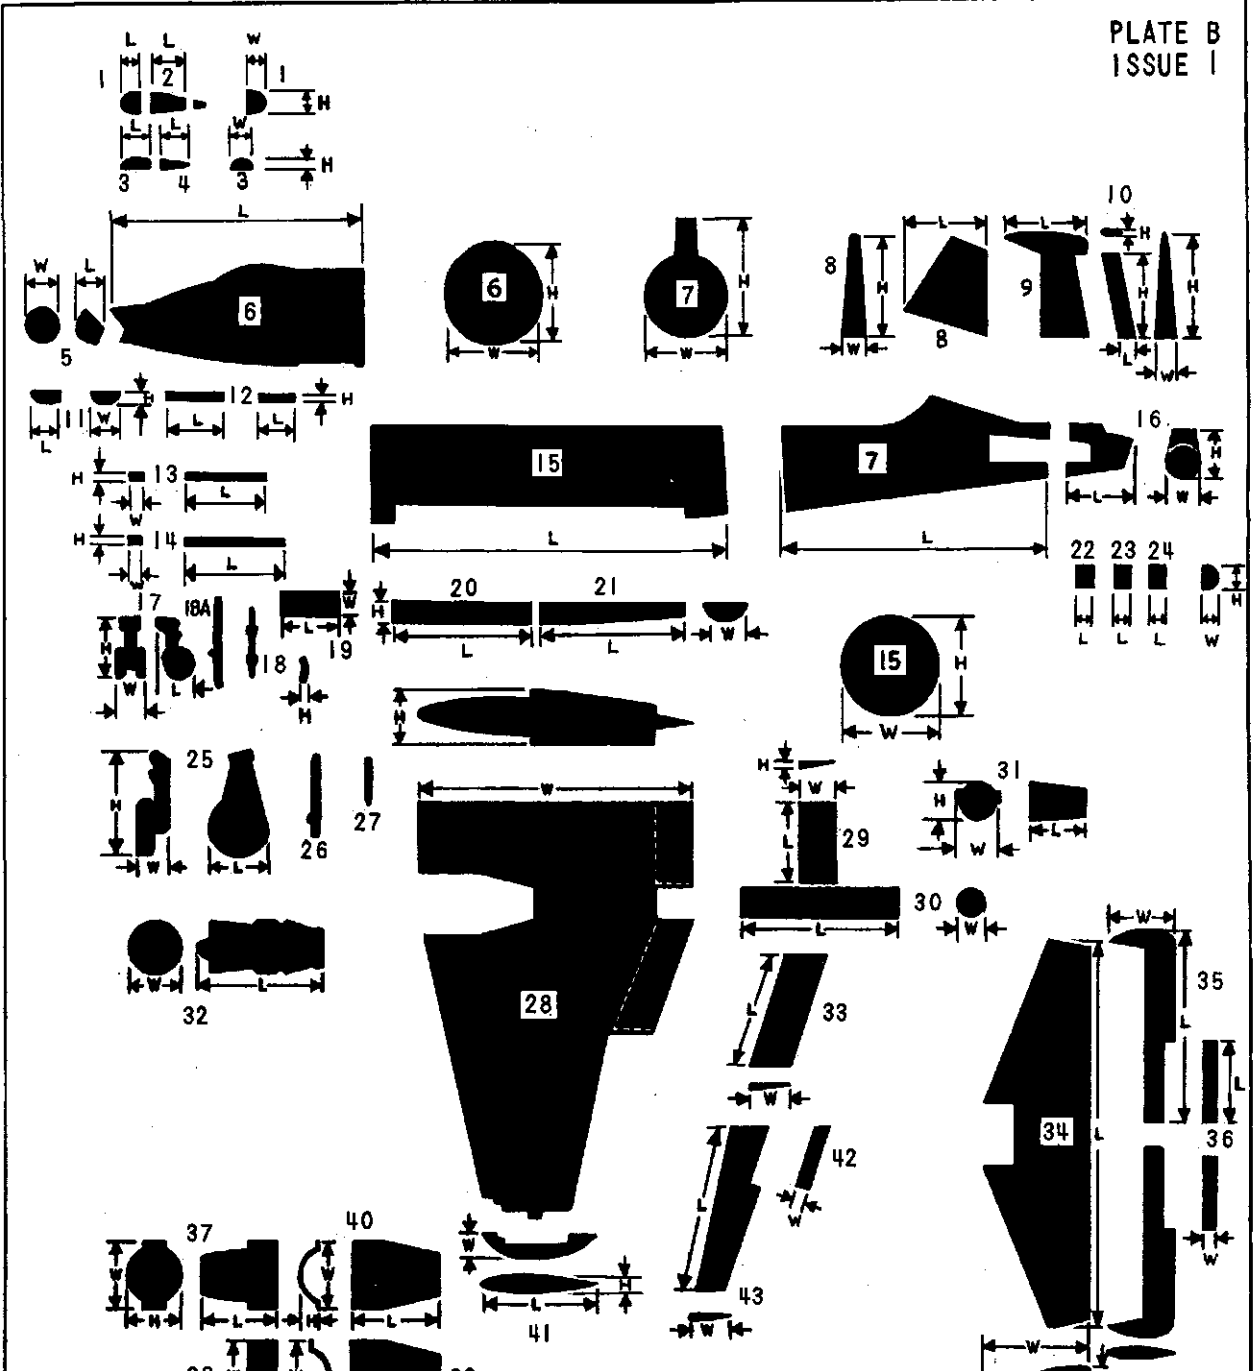 PLATE B
ISSUE 1
L L W
1 2 1
H
L L W
H
3 4 3
L
10
W L
L L H
8 H H H
6 6 H 7 H 9
5 8
W W W L W
11 W H L 12 L H
L
16
H 13 15 7 H
W L
L W
H 14 L L
W L
22 23 24
H
17 18A W 20 21
H L H
L L W L L L W
W L 18 19
H
15 H
H
W
25 H W
31
W H
H 27 L 29
W L 26 W L
30
L W
W L 32
W
28 L 33 35
L
W
34 L L
36
L 42
W
W
37 40
W W W H
H L H L L
41
43
W
W